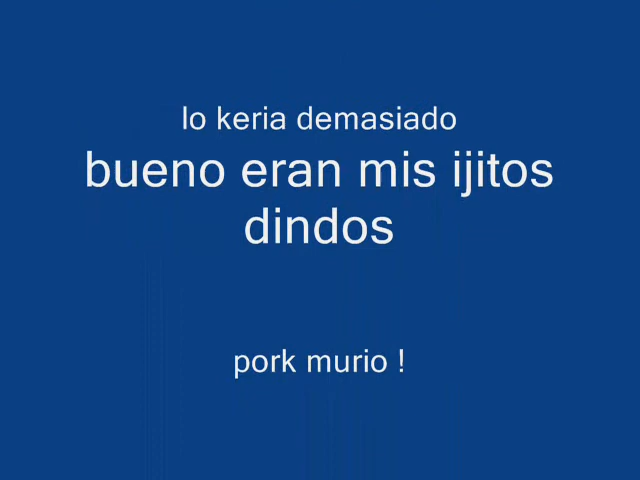 lo keria demasiado
bueno eran mis ijitos
dindos
pork murio !